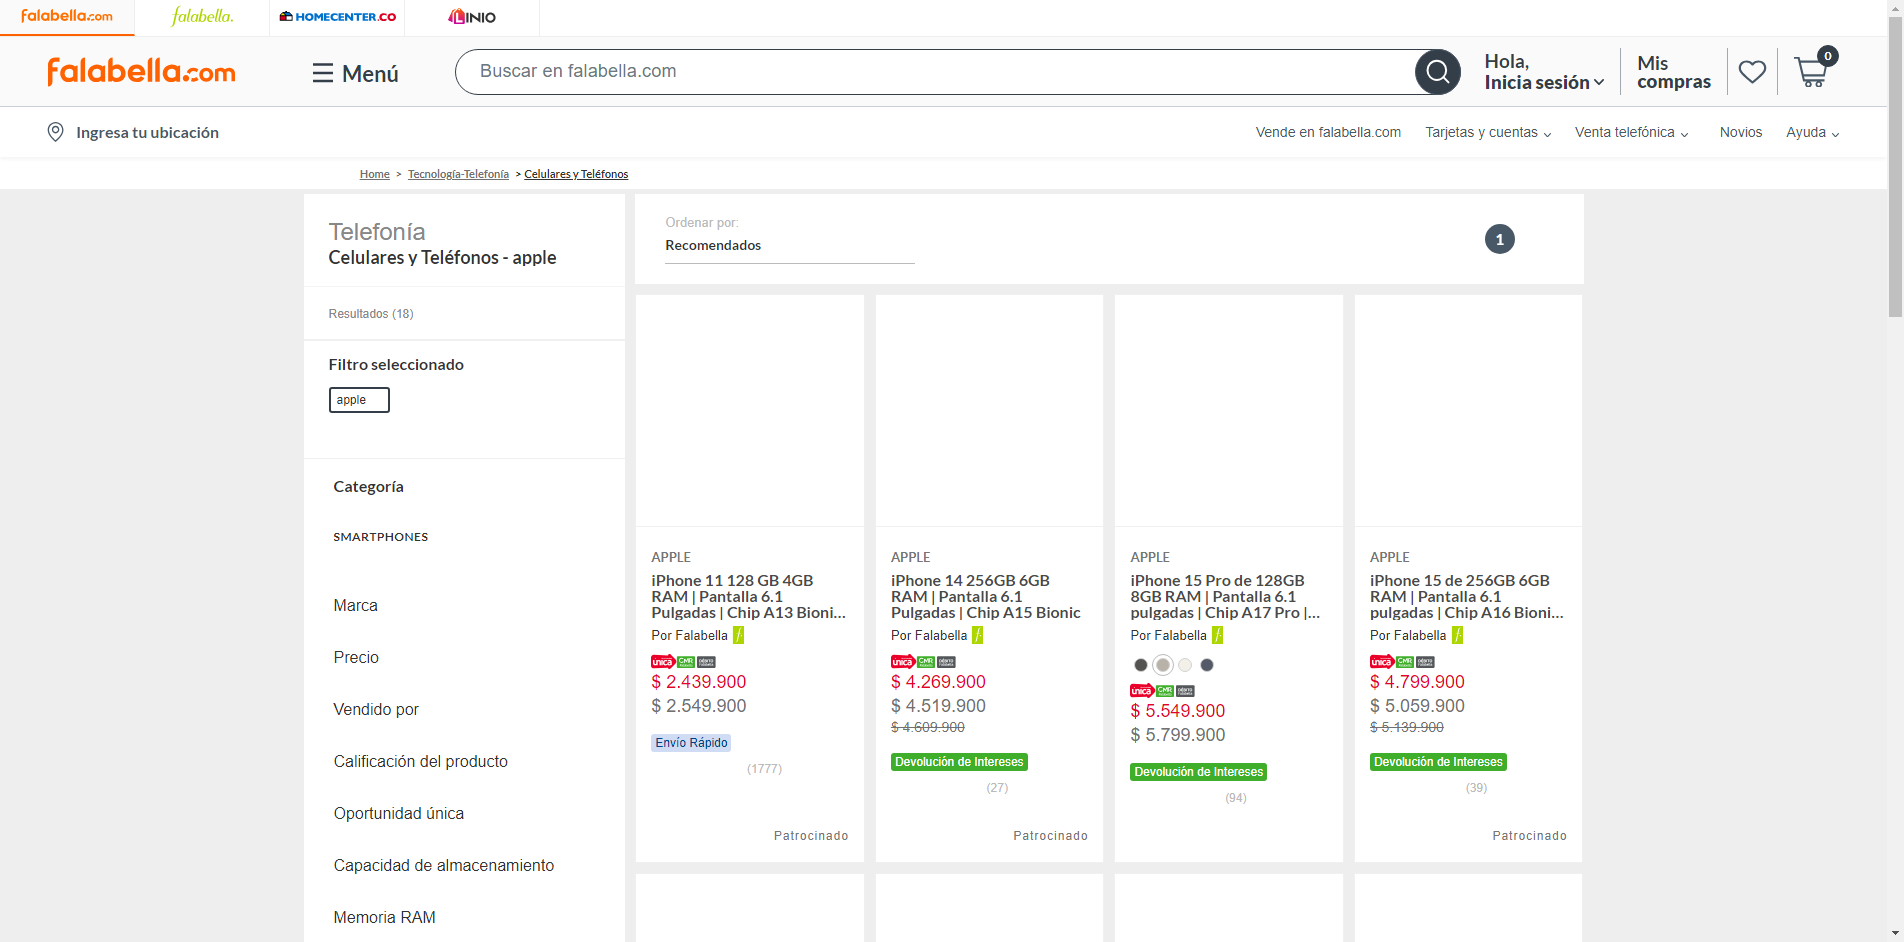 falabella.com
falabella.
HOMECENTER.CO
LINIO
falabella.com
Menú
Buscar en falabella.com
Hola,
Inicia sesión
Mis
compras
0
Ingresa tu ubicación
Vende en falabella.com
Tarjetas y cuentas
Venta telefónica
Novios
Ayuda
Home > Tecnología-Telefonía > Celulares y Teléfonos
Telefonía
Celulares y Teléfonos - apple
Resultados (18)
Filtro seleccionado
apple
Categoría
SMARTPHONES
Marca
Precio
Vendido por
Calificación del producto
Oportunidad única
Capacidad de almacenamiento
Memoria RAM
Ordenar por:
Recomendados
1
APPLE
iPhone 11 128 GB 4GB
RAM | Pantalla 6.1
Pulgadas | Chip A13 Bioni...
Por Falabella
única CMR
$ 2.439.900
$ 2.549.900
Envío Rápido
(1777)
Patrocinado
APPLE
iPhone 14 256GB 6GB
RAM | Pantalla 6.1
Pulgadas | Chip A15 Bionic
Por Falabella
única CMR
$ 4.269.900
$ 4.519.900
$ 4.609.900
Devolución de Intereses
(27)
Patrocinado
APPLE
iPhone 15 Pro de 128GB
8GB RAM | Pantalla 6.1
pulgadas | Chip A17 Pro |...
Por Falabella
única CMR
$ 5.549.900
$ 5.799.900
Devolución de Intereses
(94)
APPLE
iPhone 15 de 256GB 6GB
RAM | Pantalla 6.1
pulgadas | Chip A16 Bioni...
Por Falabella
única CMR
$ 4.799.900
$ 5.059.900
$ 5.139.900
Devolución de Intereses
(39)
Patrocinado